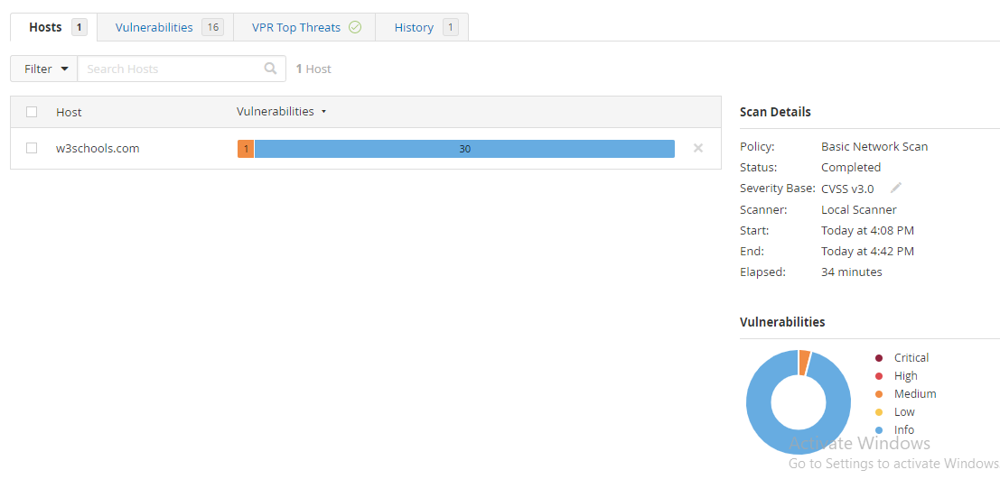 Hosts 1 Vulnerabilities 16 VPR Top Threats History 1
Filter Search Hosts 1 Host
Host Vulnerabilities
w3schools.com 1 30
Scan Details
Policy: Basic Network Scan
Status: Completed
Severity Base: CVSS v3.0
Scanner: Local Scanner
Start: Today at 4:08 PM
End: Today at 4:42 PM
Elapsed: 34 minutes
Vulnerabilities
Critical
High
Medium
Low
Info
Activate Windows
Go to Settings to activate Windows